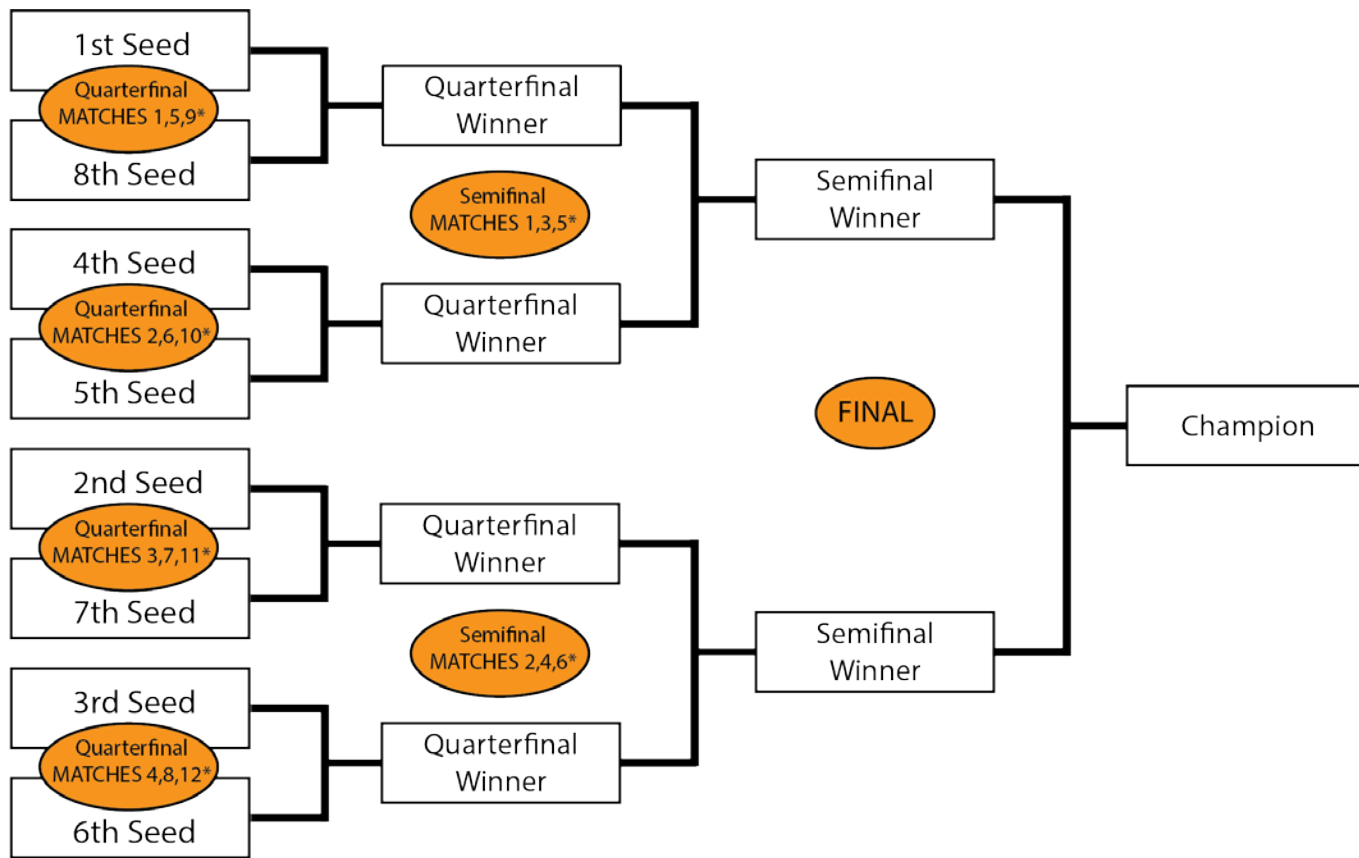 1st Seed
Quarterfinal
MATCHES 1,5,9*
8th Seed
4th Seed
Quarterfinal
MATCHES 2,6,10*
5th Seed
2nd Seed
Quarterfinal
MATCHES 3,7,11*
7th Seed
3rd Seed
Quarterfinal
MATCHES 4,8,12*
6th Seed
Quarterfinal
Winner
Semifinal
MATCHES 1,3,5*
Quarterfinal
Winner
Quarterfinal
Winner
Semifinal
MATCHES 2,4,6*
Quarterfinal
Winner
Semifinal
Winner
FINAL
Semifinal
Winner
Champion